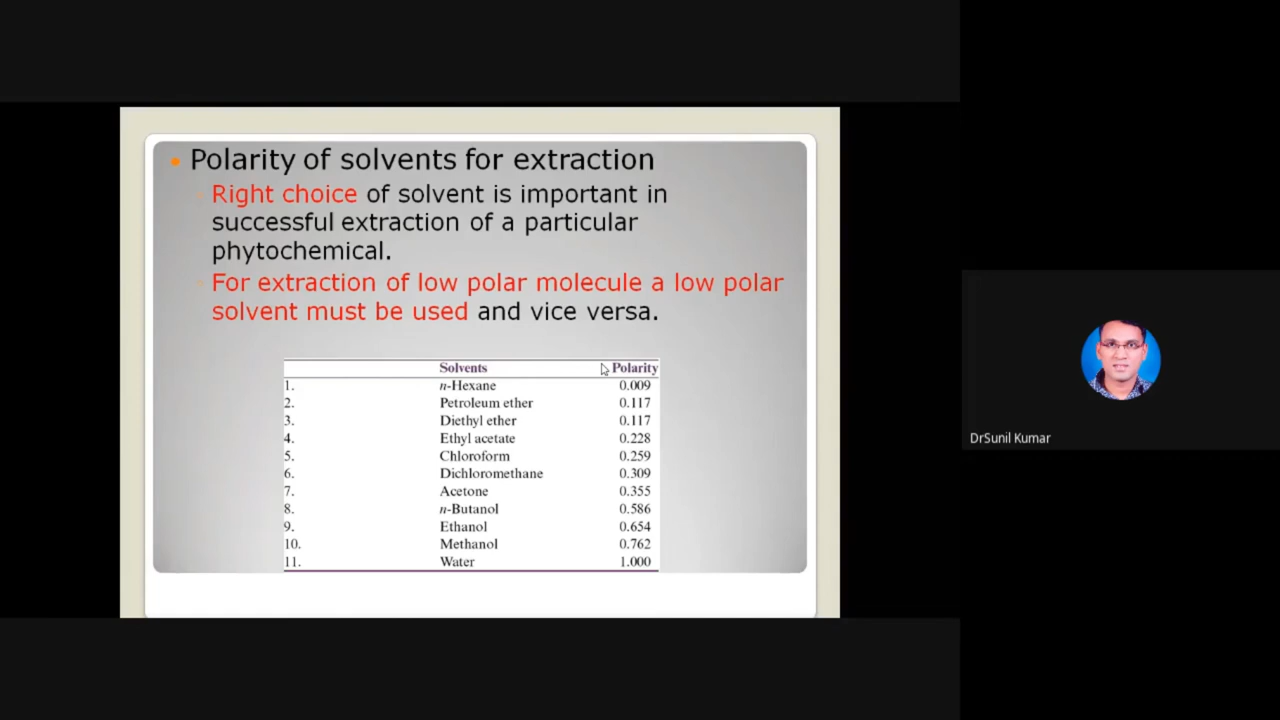 Polarity of solvents for extraction
Right choice of solvent is important in
successful extraction of a particular
phytochemical.
For extraction of low polar molecule a low polar
solvent must be used and vice versa.
Solvents Polarity
1. n-Hexane 0.009
2. Petroleum ether 0.117
3. Diethyl ether 0.117
4. Ethyl acetate 0.228
5. Chloroform 0.259
6. Dichloromethane 0.309
7. Acetone 0.355
8. n-Butanol 0.586
9. Ethanol 0.654
10. Methanol 0.762
11. Water 1.000
DrSunil Kumar